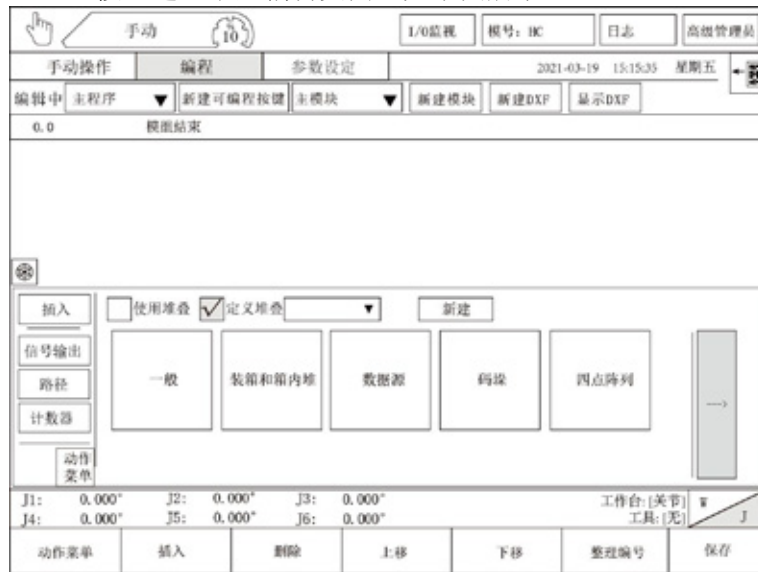 手动 10 I/O监视 模号：HC 日志 高级管理员
手动操作 编程 参数设定 2021-03-19 15:15:35 星期五
编辑中 主程序 新建可编程按键 主模块 新建模块 新建DXF 显示DXF
0.0 模组结束
插入 使用堆叠 定义堆叠 新建
信号输出
路径
计数器
一般 装箱和箱内堆 数据源 码垛 四点阵列
动作
菜单
J1: 0.000° J2: 0.000° J3: 0.000° 工作台:[关节]
J4: 0.000° J5: 0.000° J6: 0.000° 工具:[无] J
动作菜单 插入 删除 上移 下移 整理编号 保存